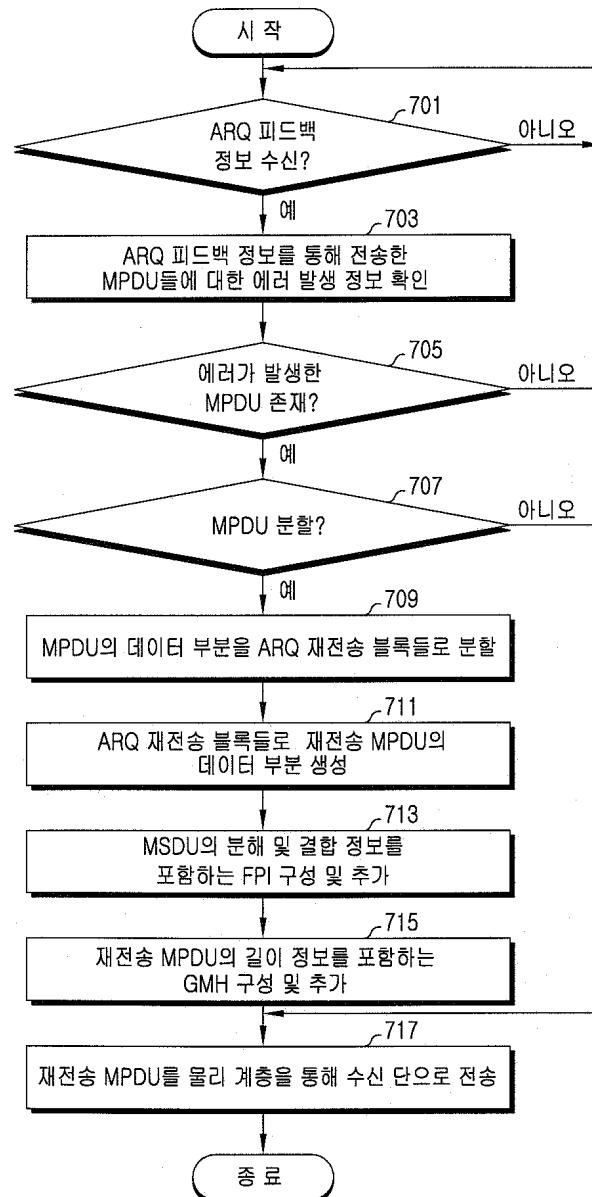 시 작
701
ARQ 피드백
정보 수신?
아니오
예
703
ARQ 피드백 정보를 통해 전송한
MPDU들에 대한 에러 발생 정보 확인
705
에러가 발생한
MPDU 존재?
아니오
예
707
MPDU 분할?
아니오
예
709
MPDU의 데이터 부분을 ARQ 재전송 블록들로 분할
711
ARQ 재전송 블록들로 재전송 MPDU의
데이터 부분 생성
713
MSDU의 분해 및 결합 정보를
포함하는 FPI 구성 및 추가
715
재전송 MPDU의 길이 정보를 포함하는
GMH 구성 및 추가
717
재전송 MPDU를 물리 계층을 통해 수신 단으로 전송
종 료